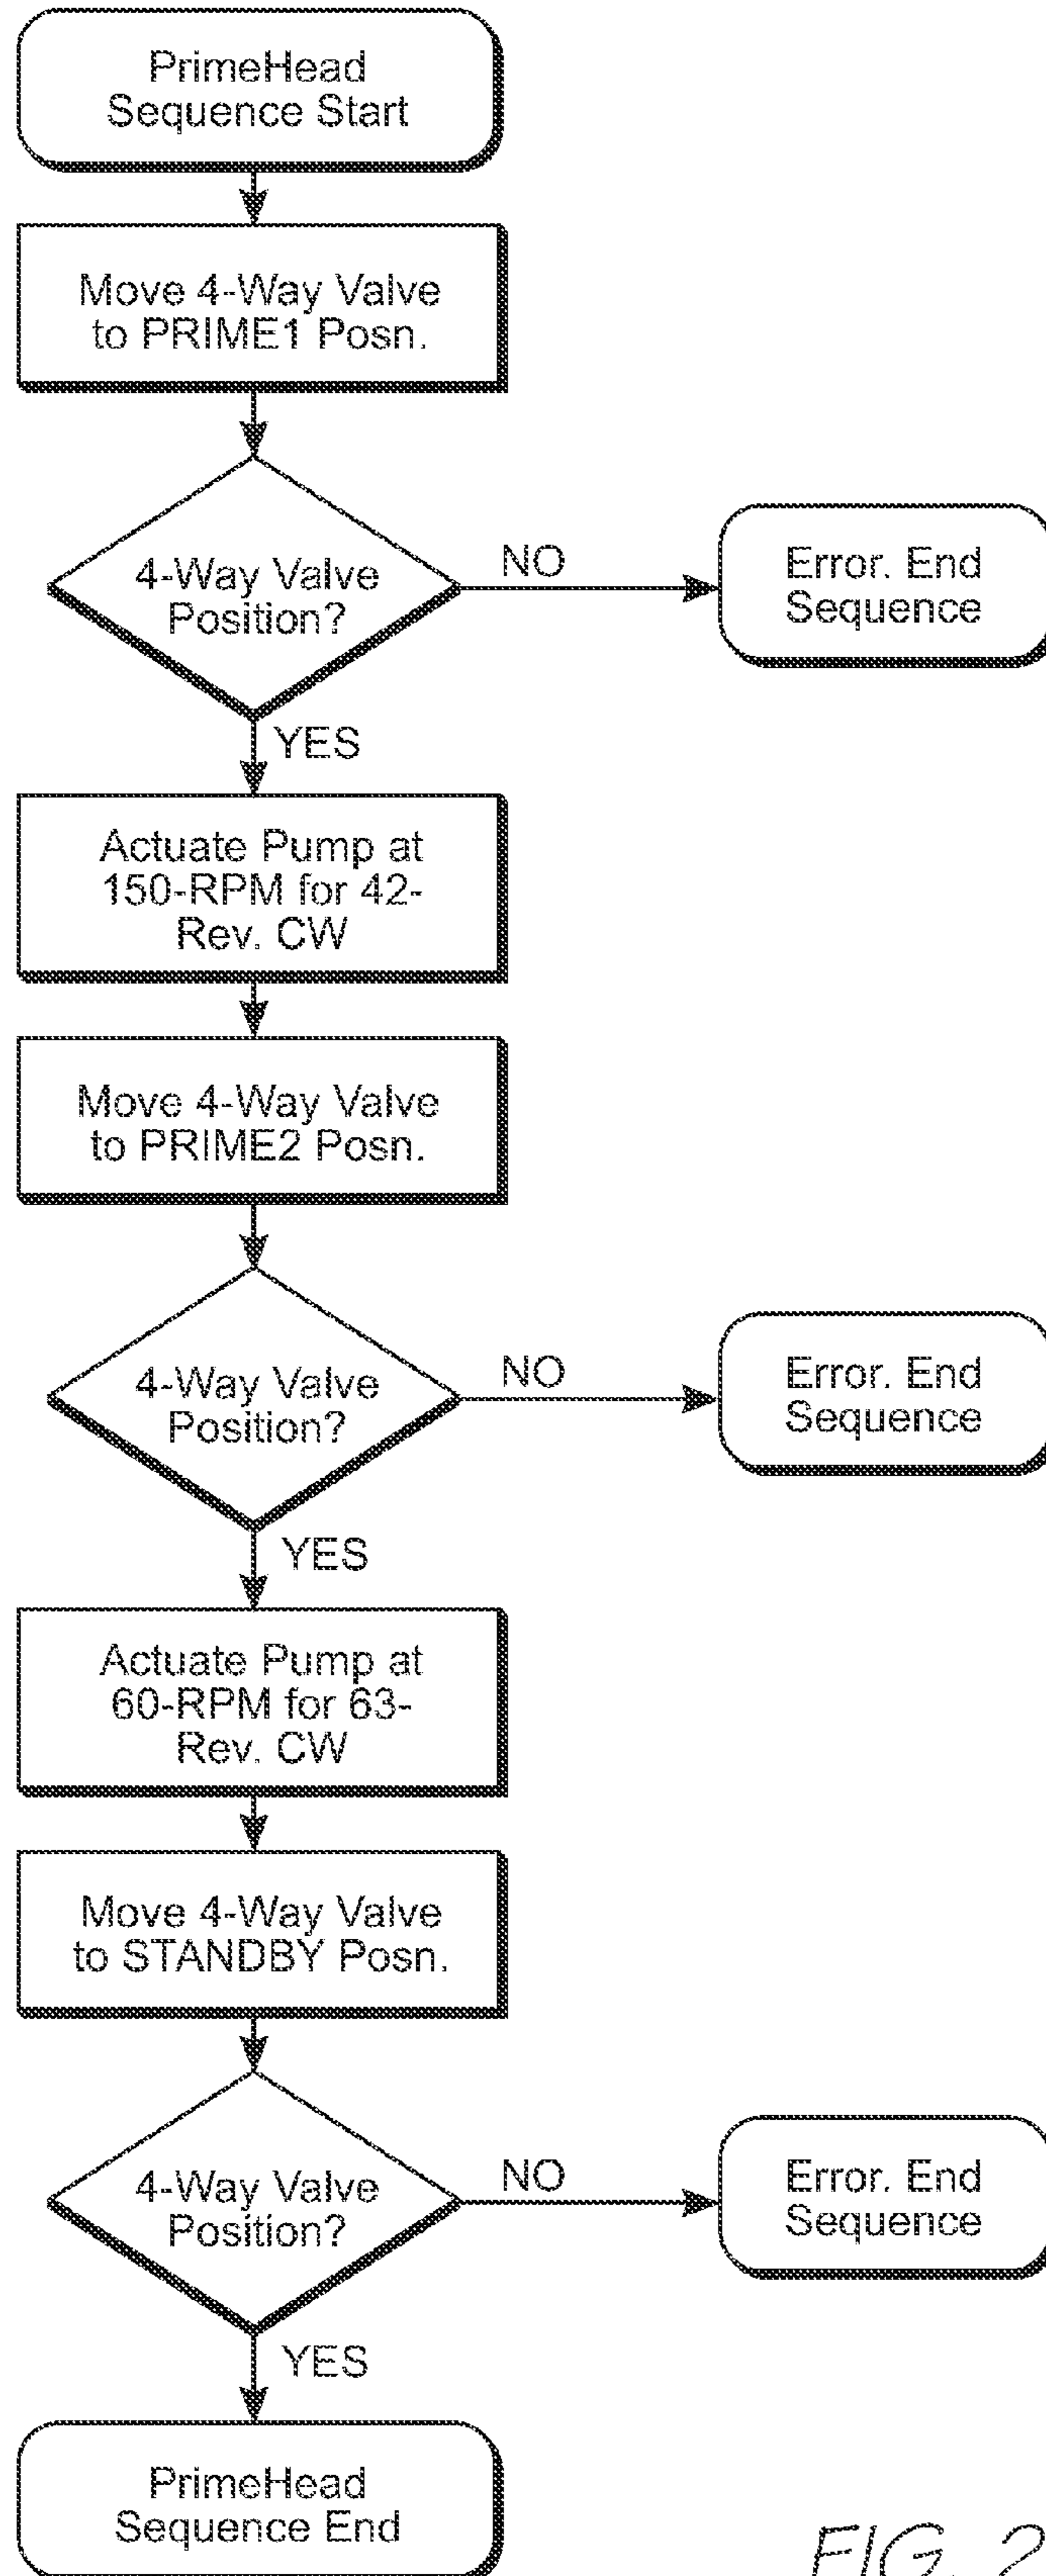 PrimeHead
Sequence Start
Move 4-Way Valve
to PRIME1 Posn.
4-Way Valve
Position?
NO
Error. End
Sequence
YES
Actuate Pump at
150-RPM for 42-
Rev. CW
Move 4-Way Valve
to PRIME2 Posn.
4-Way Valve
Position?
NO
Error. End
Sequence
YES
Actuate Pump at
60-RPM for 63-
Rev. CW
Move 4-Way Valve
to STANDBY Posn.
4-Way Valve
Position?
NO
Error. End
Sequence
YES
PrimeHead
Sequence End
FIG. 2